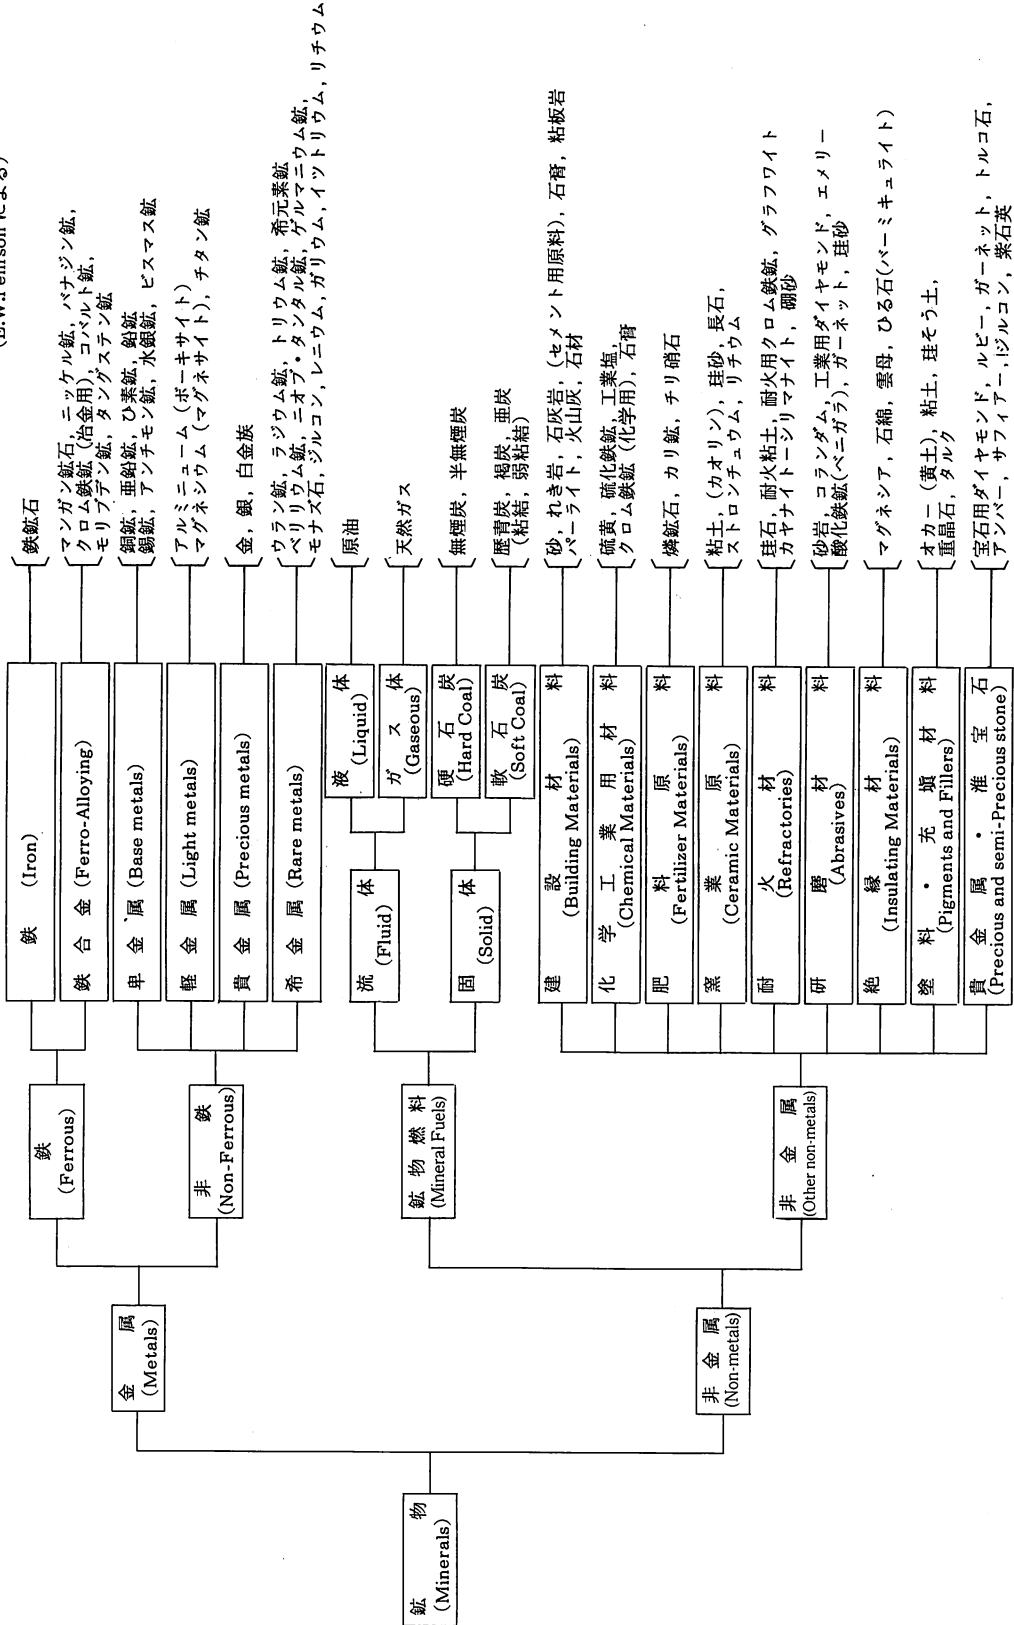 (E.W.Pehrsonによる)
鉱物
(Minerals)
金属
(Metals)
非金属
(Non-metals)
鉄
(Ferrous)
非鉄
(Non-Ferrous)
鉱物燃料
(Mineral Fuels)
非金属
(Other non-metals)
鉄 (Iron)
鉄鉱石
鉄合金 (Ferro-Alloying)
マンガン鉱石, ニッケル鉱, バナジン鉱,
クロム鉄鉱 (冶金用), コバルト鉱,
モリブデン鉱, タングステン鉱
卑金属 (Base metals)
銅鉱, 亜鉛鉱, ひ素鉱, 鉛鉱
錫鉱, アンチモン鉱, 水銀鉱, ビスマス鉱
軽金属 (Light metals)
アルミニューム (ボーキサイト)
マグネシウム (マグネサイト), チタン鉱
貴金属 (Precious metals)
金, 銀, 白金族
希金属 (Rare metals)
ウラン鉱, ラジウム鉱, トリウム鉱, 希元素鉱
ベリリウム鉱, ニオブ・タンタル鉱, ゲルマニウム鉱,
モナズ石, ジルコン, レニウム, ガリウム, イットリウム, リチウム
流体
(Fluid)
液体
(Liquid)
原油
ガス体
(Gaseous)
天然ガス
固体
(Solid)
硬石炭
(Hard Coal)
無煙炭, 半無煙炭
軟石炭
(Soft Coal)
歴青炭, 褐炭, 亜炭
(粘結, 弱粘結)
建設材料
(Building Materials)
砂, れき岩, 石灰岩, (セメント用原料), 石膏, 粘板岩
パーライト, 火山灰, 石材
化学工業用材料
(Chemical Materials)
硫黄, 硫化鉄鉱, 工業塩,
クロム鉄鉱 (化学用), 石膏
肥料原料
(Fertilizer Materials)
燐鉱石, カリ鉱, チリ硝石
窯業原料
(Ceramic Materials)
粘土, (カオリン), 珪砂, 長石,
ストロンチュウム, リチウム
耐火材料
(Refractories)
珪石, 耐火粘土, 耐火用クロム鉄鉱, グラフワイト
カヤナイトーシリマナイト, 硼砂
研磨材料
(Abrasives)
砂岩, コランダム, 工業用ダイヤモンド, エメリー
酸化鉄鉱(ベニガラ), ガーネット, 珪砂
絶縁材料
(Insulating Materials)
マグネシア, 石綿, 雲母, ひる石(バーミキュライト)
塗料・充塡材料
(Pigments and Fillers)
オカー (黄土), 粘土, 珪そう土,
重晶石, タルク
貴金属・准宝石
(Precious and semi-Precious stone)
宝石用ダイヤモンド, ルビー, ガーネット, トルコ石,
アンバー, サフィアー, ジルコン, 紫石英